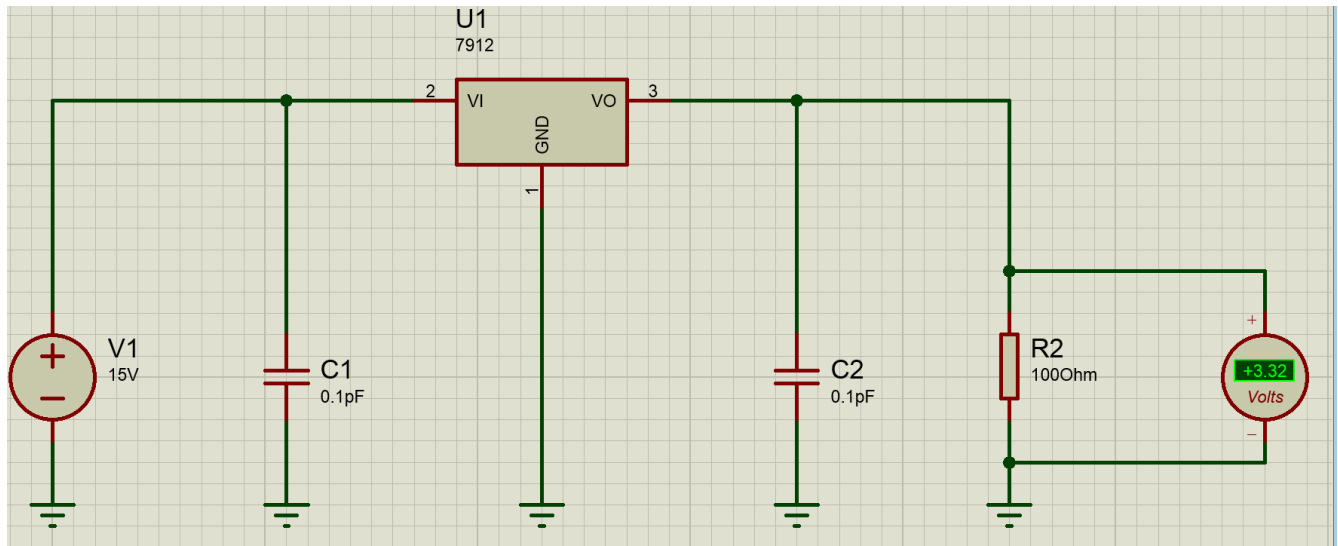 U1
7912
2
VI
VO
3
GND
1
V1
15V
C1
0.1pF
C2
0.1pF
R2
100Ohm
+
+3.32
Volts
−